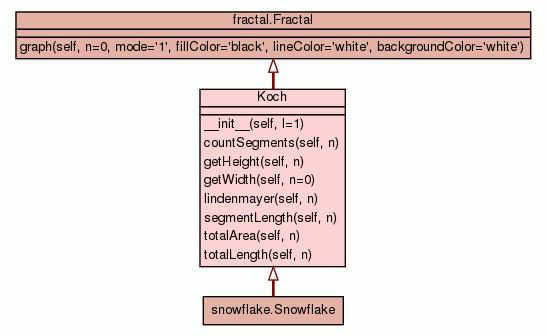 fractal.Fractal
graph(self, n=0, mode='1', fillColor='black', lineColor='white', backgroundColor='white')
Koch
__init__(self, l=1)
countSegments(self, n)
getHeight(self, n)
getWidth(self, n=0)
lindenmayer(self, n)
segmentLength(self, n)
totalArea(self, n)
totalLength(self, n)
snowflake.Snowflake